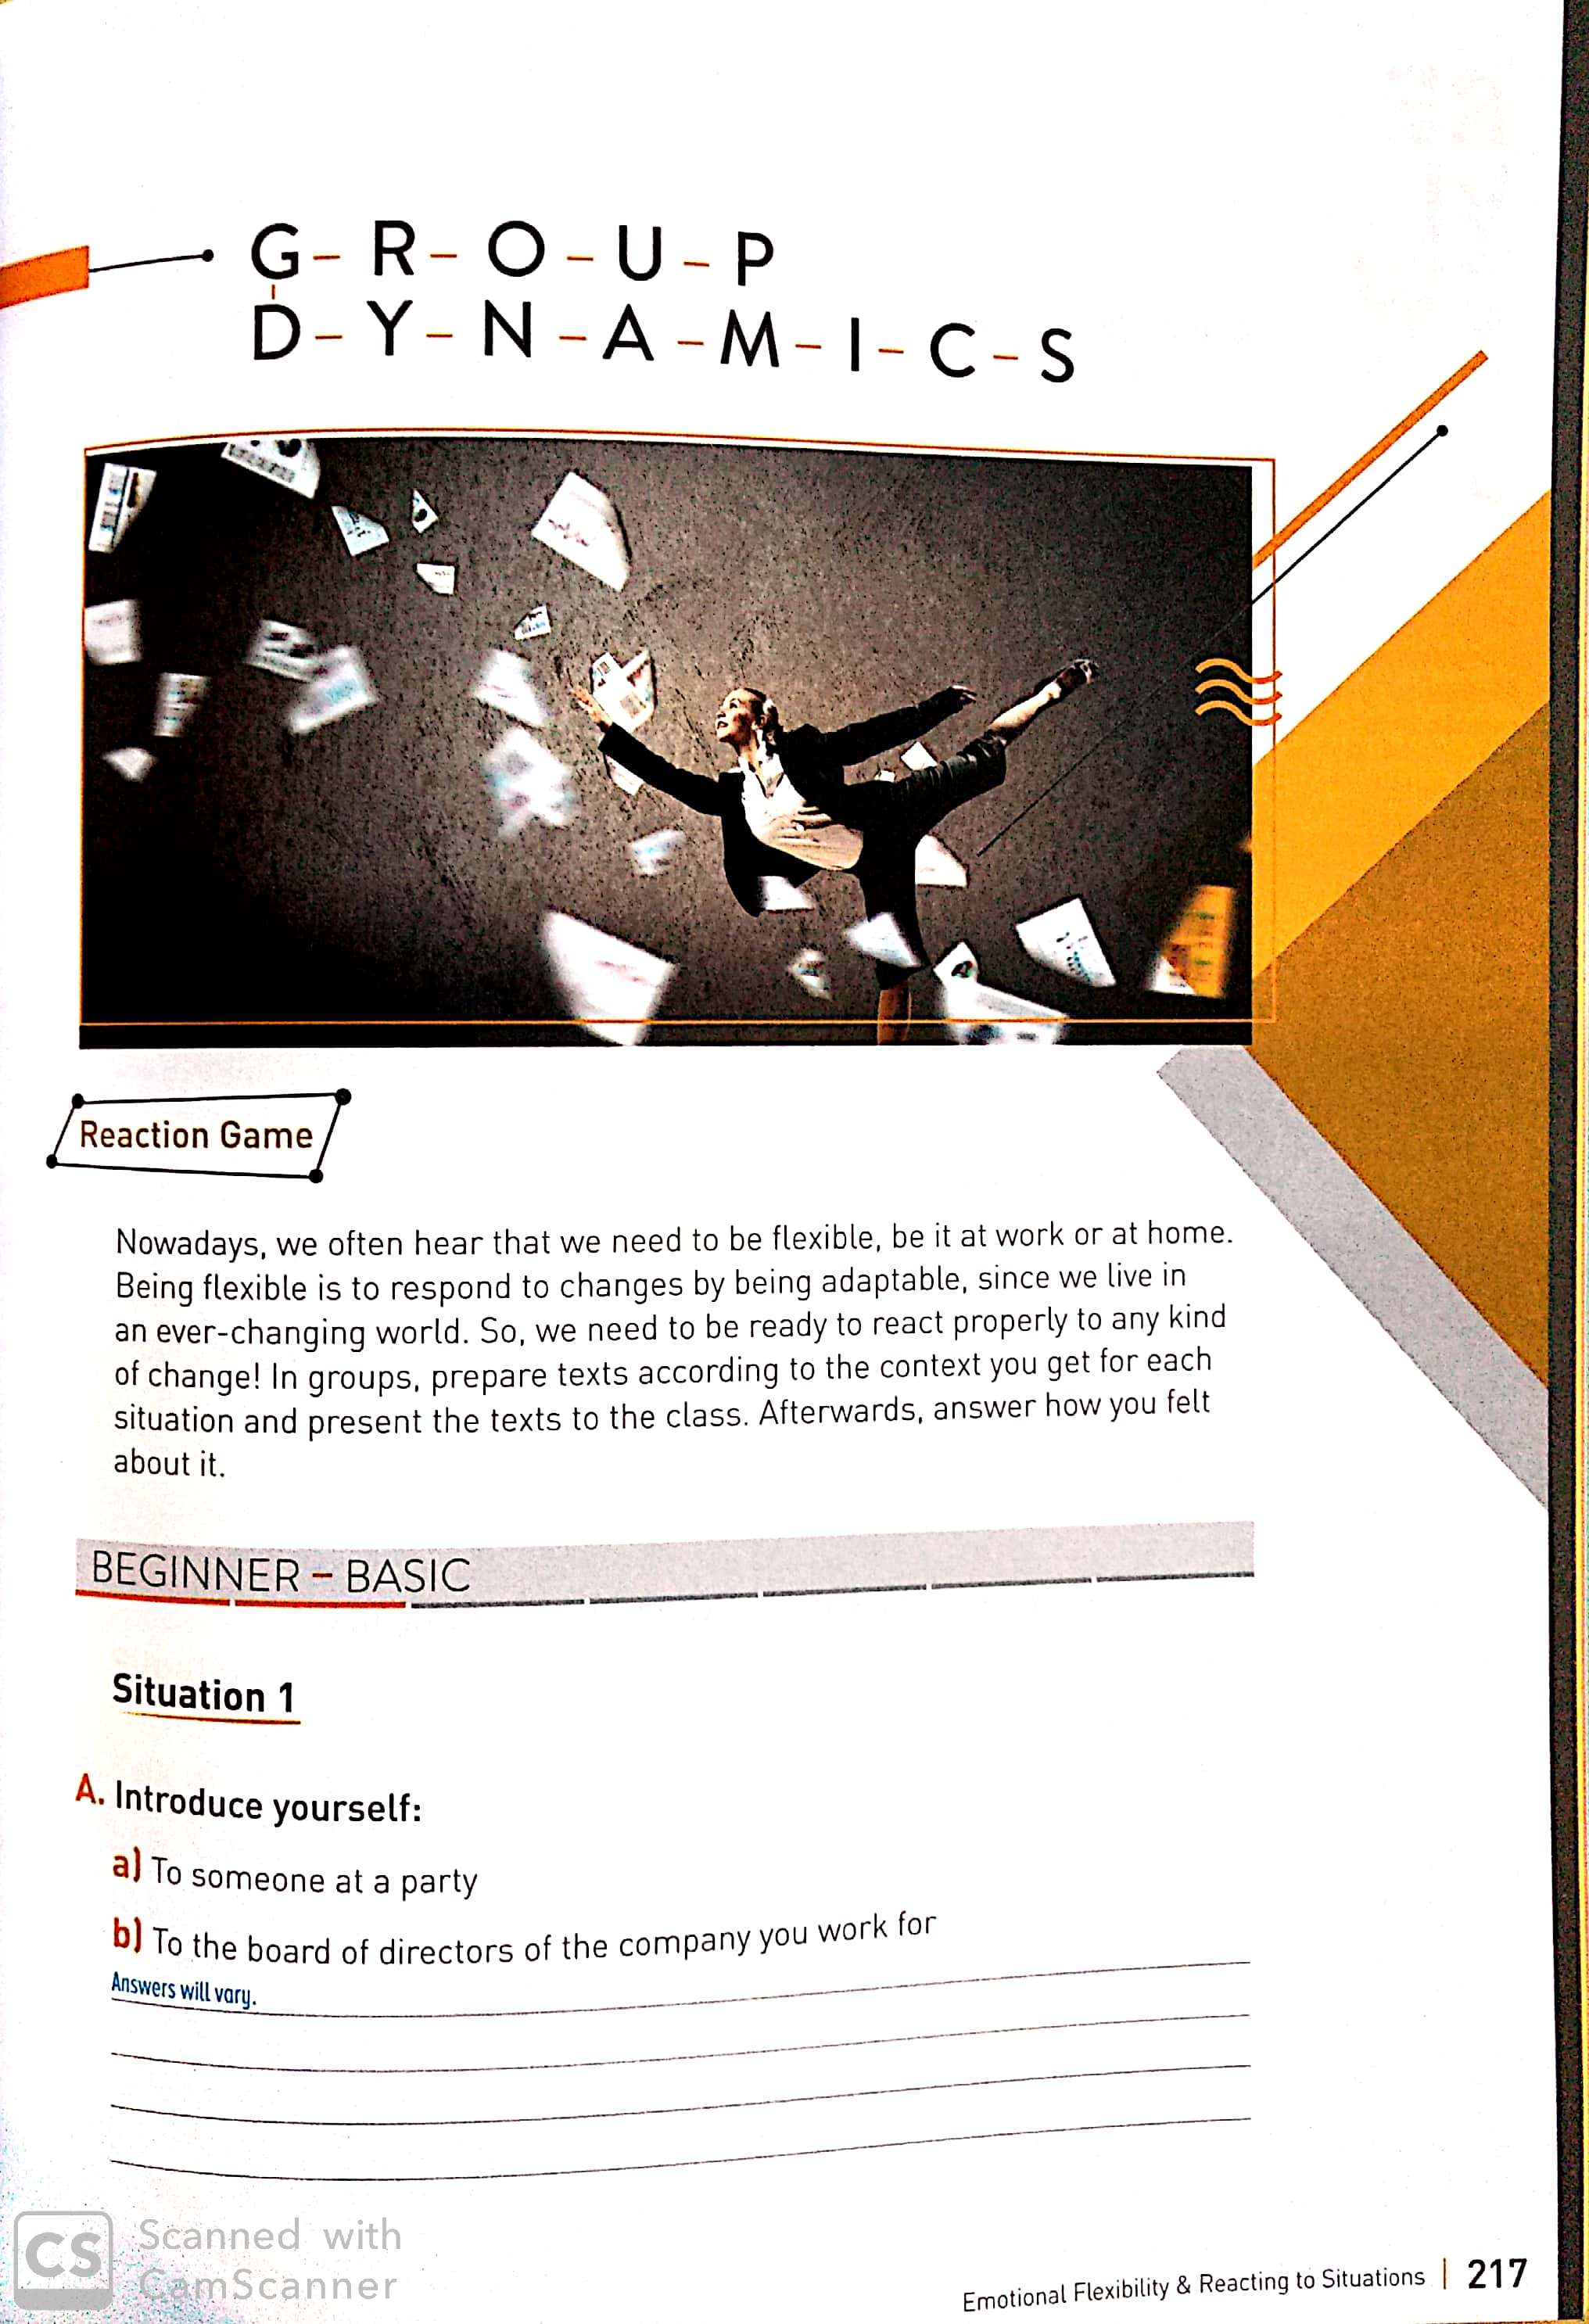 G-R-O-U-P
D-Y-N-A-M-I-C-S
Reaction Game
Nowadays, we often hear that we need to be flexible, be it at work or at home.
Being flexible is to respond to changes by being adaptable, since we live in
an ever-changing world. So, we need to be ready to react properly to any kind
of change! In groups, prepare texts according to the context you get for each
situation and present the texts to the class. Afterwards, answer how you felt
about it.
BEGINNER - BASIC
Situation 1
A. Introduce yourself:
a) To someone at a party
b) To the board of directors of the company you work for
Answers will vary.
CS Scanned with
CamScanner
Emotional Flexibility & Reacting to Situations | 217